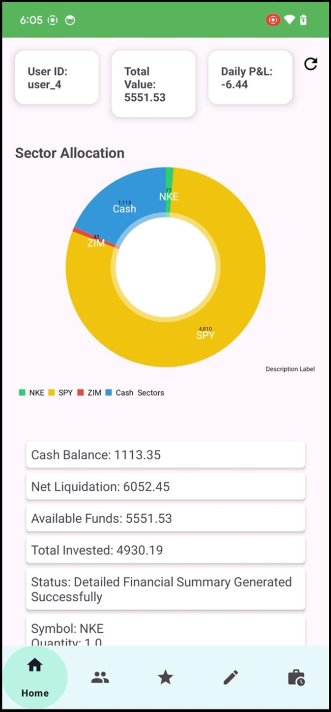 6:05
User ID:
user_4
Total
Value:
5551.53
Daily P&L:
-6.44
Sector Allocation
NKE
1,113
Cash
ZIM
4,810
SPY
Description Label
NKE SPY ZIM Cash Sectors
Cash Balance: 1113.35
Net Liquidation: 6052.45
Available Funds: 5551.53
Total Invested: 4930.19
Status: Detailed Financial Summary Generated
Successfully
Symbol: NKE
Quantity: 1.0
Home